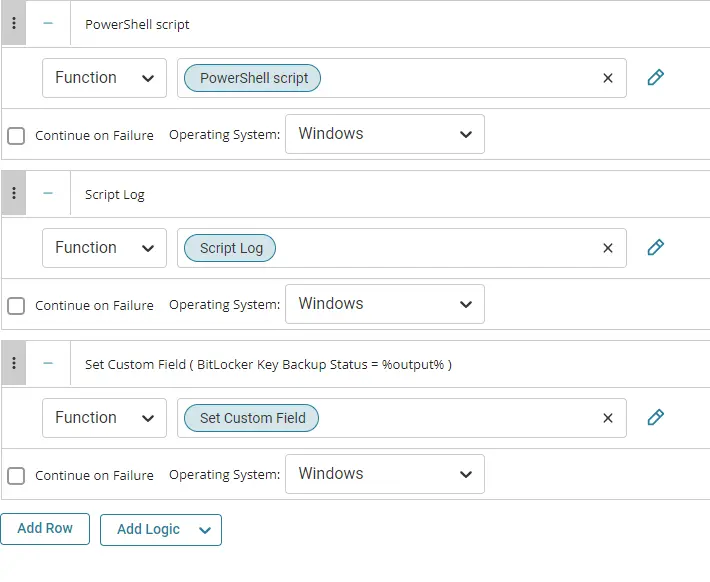 PowerShell script
Function PowerShell script
Continue on Failure Operating System: Windows
Script Log
Function Script Log
Continue on Failure Operating System: Windows
Set Custom Field ( BitLocker Key Backup Status = %output% )
Function Set Custom Field
Continue on Failure Operating System: Windows
Add Row Add Logic